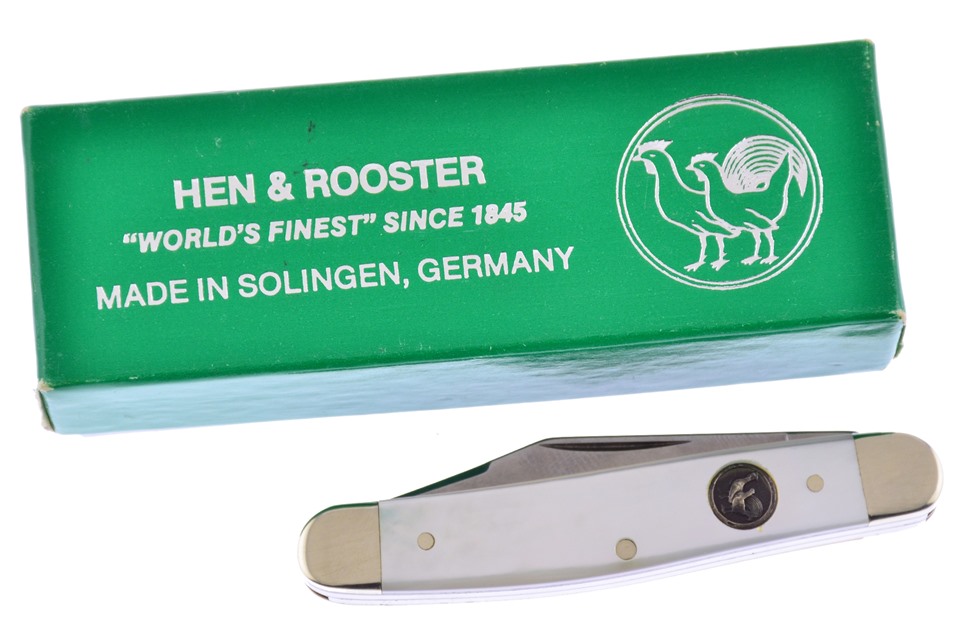 HEN & ROOSTER
“WORLD’S FINEST” SINCE 1845
MADE IN SOLINGEN, GERMANY